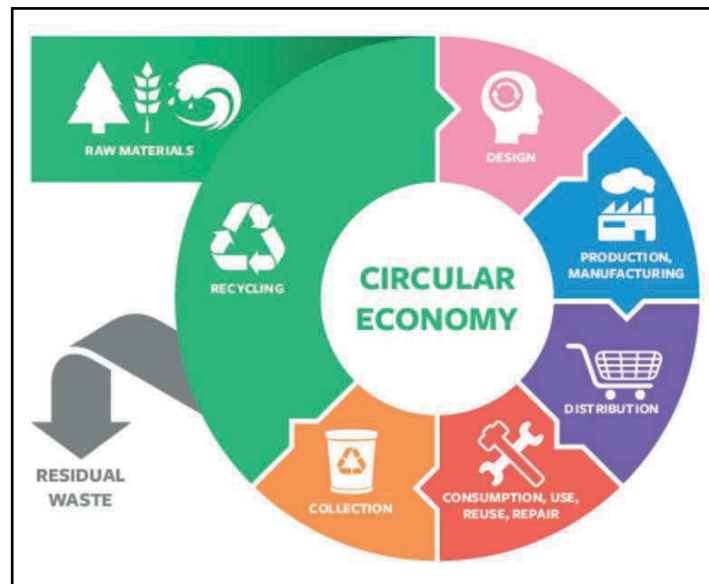 RAW MATERIALS
DESIGN
PRODUCTION,
MANUFACTURING
RECYCLING
CIRCULAR
ECONOMY
DISTRIBUTION
CONSUMPTION, USE,
REUSE, REPAIR
COLLECTION
RESIDUAL
WASTE